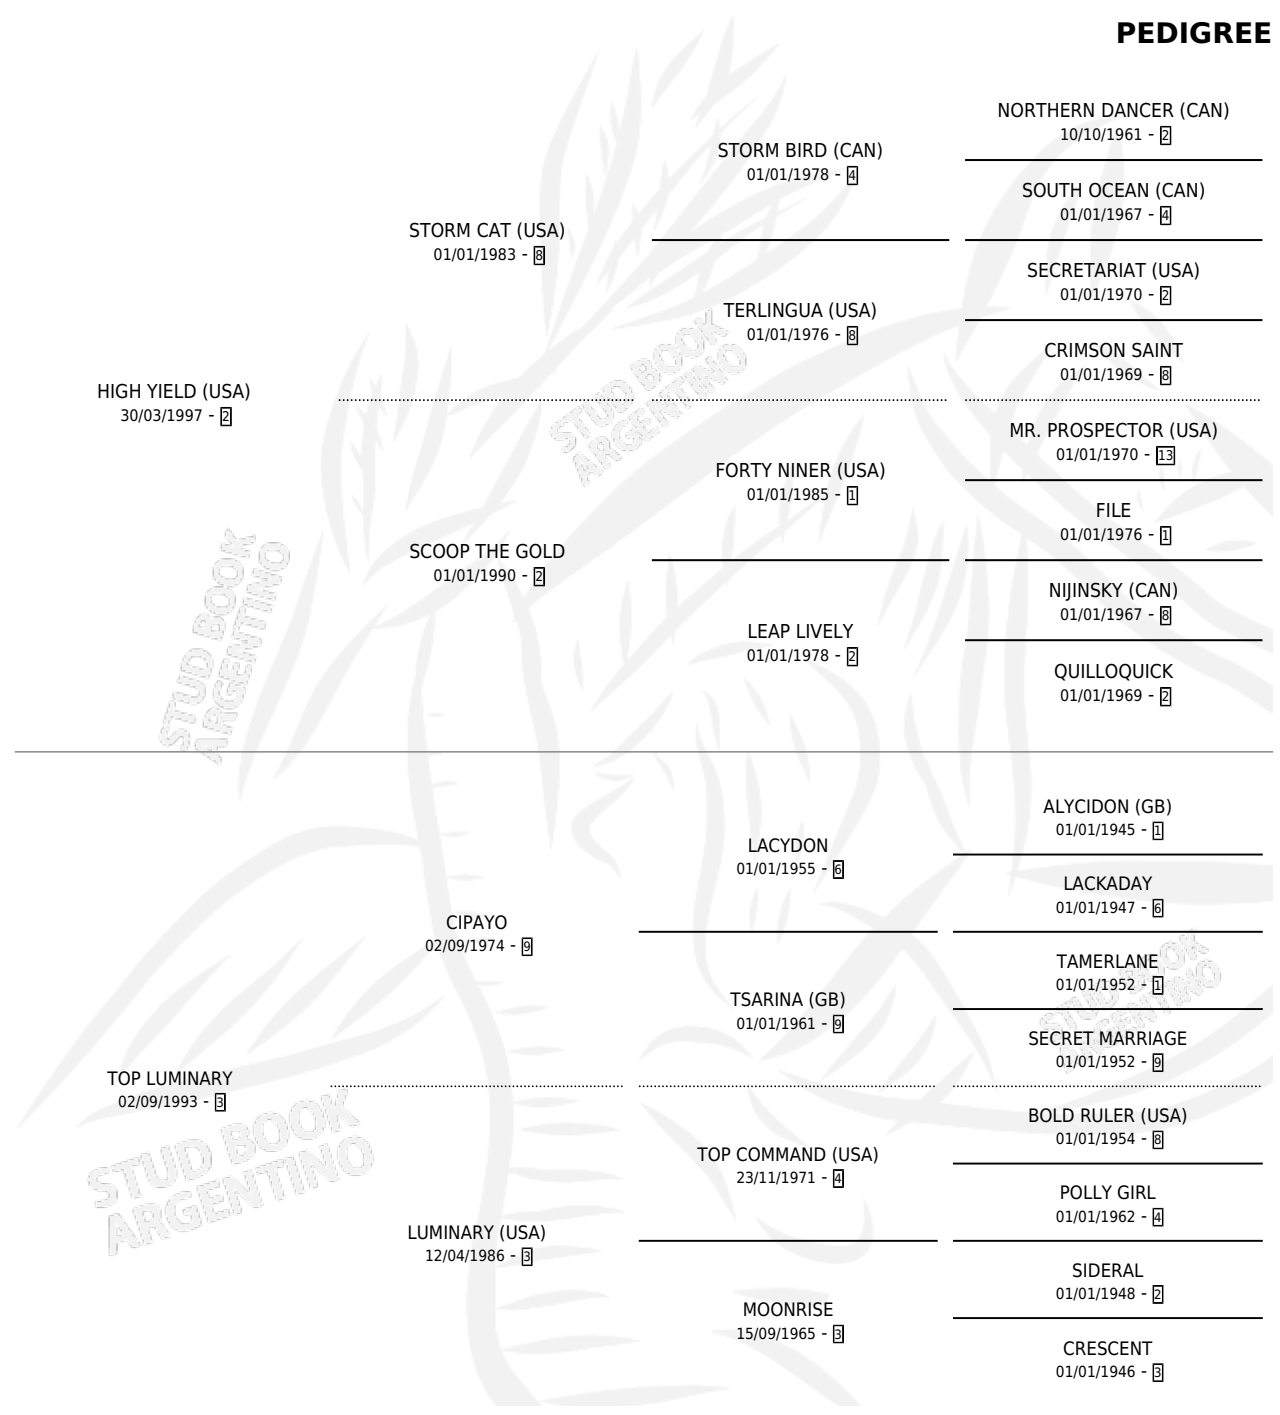 PEDIGREE
NORTHERN DANCER (CAN)
10/10/1961 - 2
STORM BIRD (CAN)
01/01/1978 - 4
SOUTH OCEAN (CAN)
01/01/1967 - 4
STORM CAT (USA)
01/01/1983 - 8
SECRETARIAT (USA)
01/01/1970 - 2
TERLINGUA (USA)
01/01/1976 - 8
CRIMSON SAINT
01/01/1969 - 8
HIGH YIELD (USA)
30/03/1997 - 2
MR. PROSPECTOR (USA)
01/01/1970 - 13
FORTY NINER (USA)
01/01/1985 - 1
FILE
01/01/1976 - 1
SCOOP THE GOLD
01/01/1990 - 2
NIJINSKY (CAN)
01/01/1967 - 8
LEAP LIVELY
01/01/1978 - 2
QUILLOQUICK
01/01/1969 - 2
ALYCIDON (GB)
01/01/1945 - 1
LACYDON
01/01/1955 - 6
LACKADAY
01/01/1947 - 6
CIPAYO
02/09/1974 - 9
TAMERLANE
01/01/1952 - 1
TSARINA (GB)
01/01/1961 - 9
SECRET MARRIAGE
01/01/1952 - 9
TOP LUMINARY
02/09/1993 - 3
BOLD RULER (USA)
01/01/1954 - 8
TOP COMMAND (USA)
23/11/1971 - 4
POLLY GIRL
01/01/1962 - 4
LUMINARY (USA)
12/04/1986 - 3
SIDERAL
01/01/1948 - 2
MOONRISE
15/09/1965 - 3
CRESCENT
01/01/1946 - 3
STUD BOOK
ARGENTINO
STUD BOOK
ARGENTINO
STUD BOOK
ARGENTINO
STUD BOOK
ARGENTINO